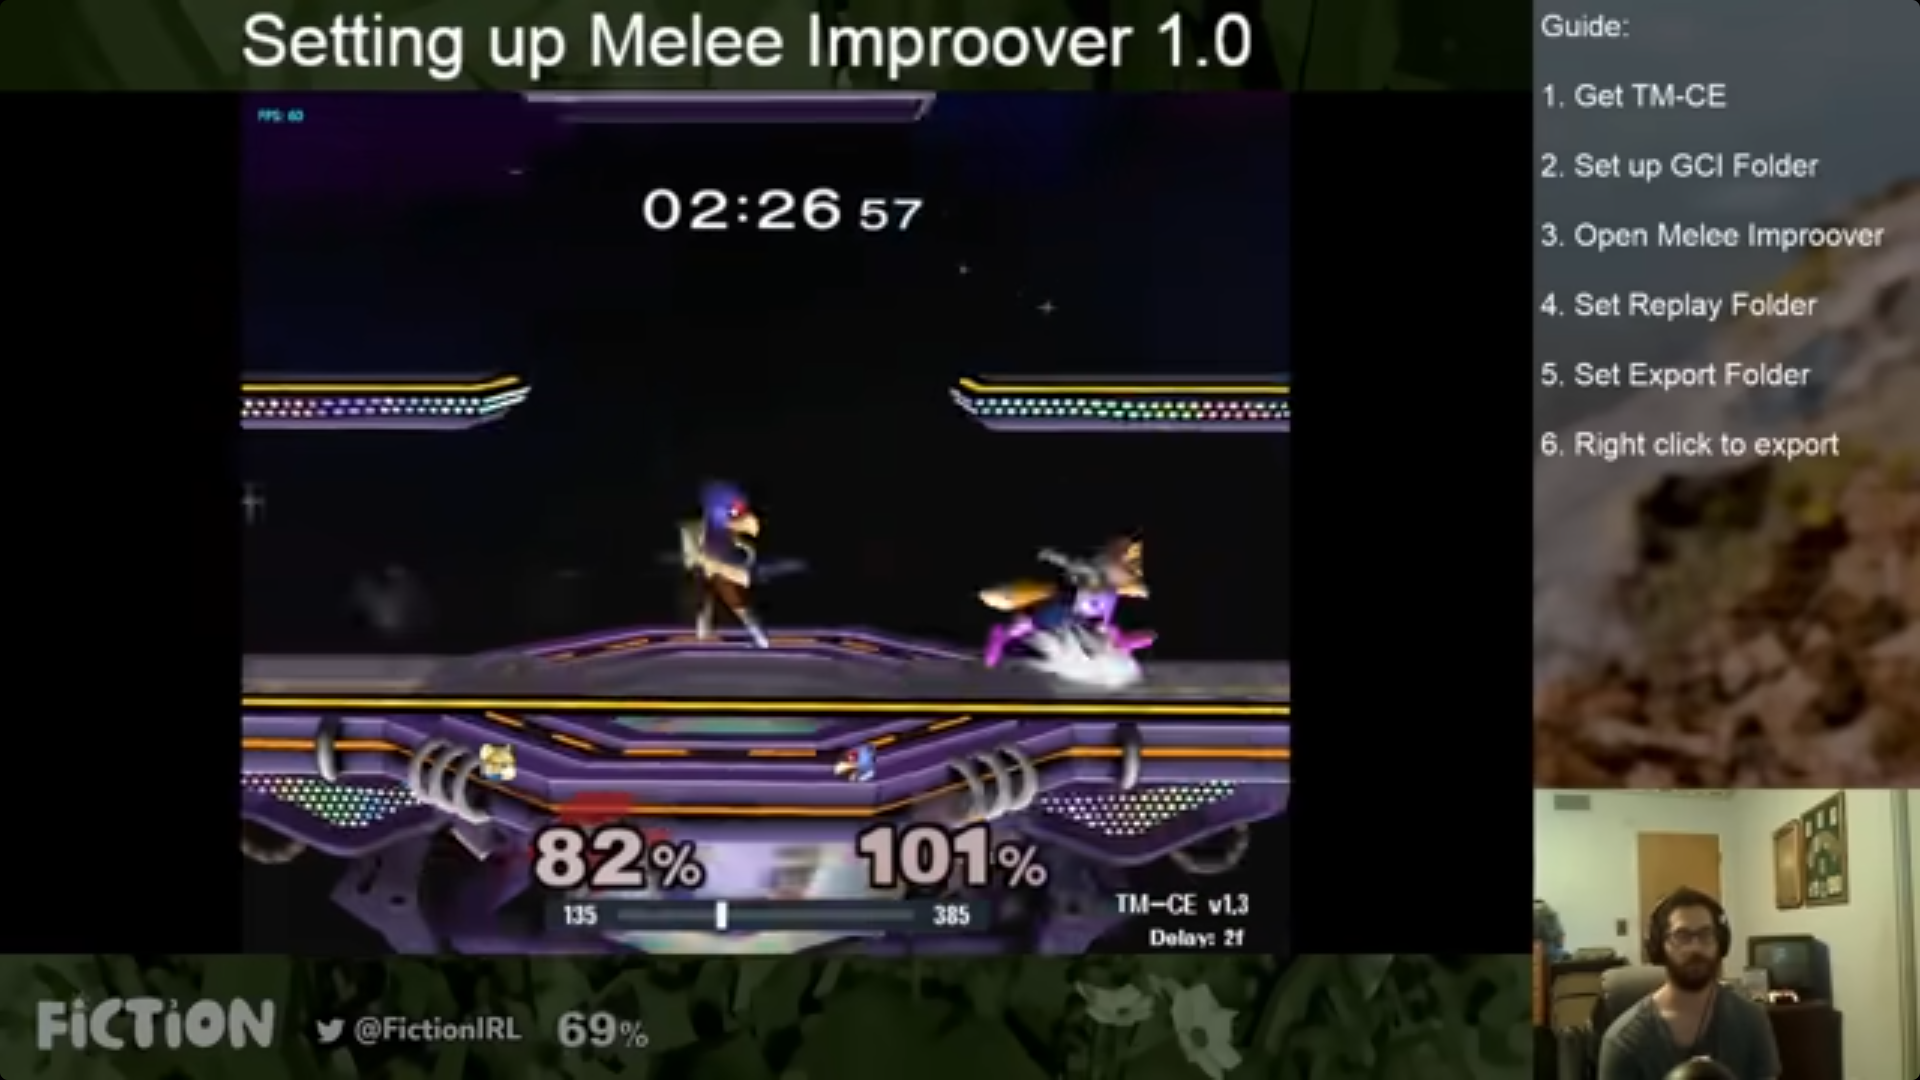 Setting up Melee Improover 1.0
FPS: 60
02:26 57
82%
101%
135
385
TM-CE v1.3
Delay: 2f
FiCTiON
@FictionIRL
69%
Guide:
1. Get TM-CE
2. Set up GCI Folder
3. Open Melee Improover
4. Set Replay Folder
5. Set Export Folder
6. Right click to export